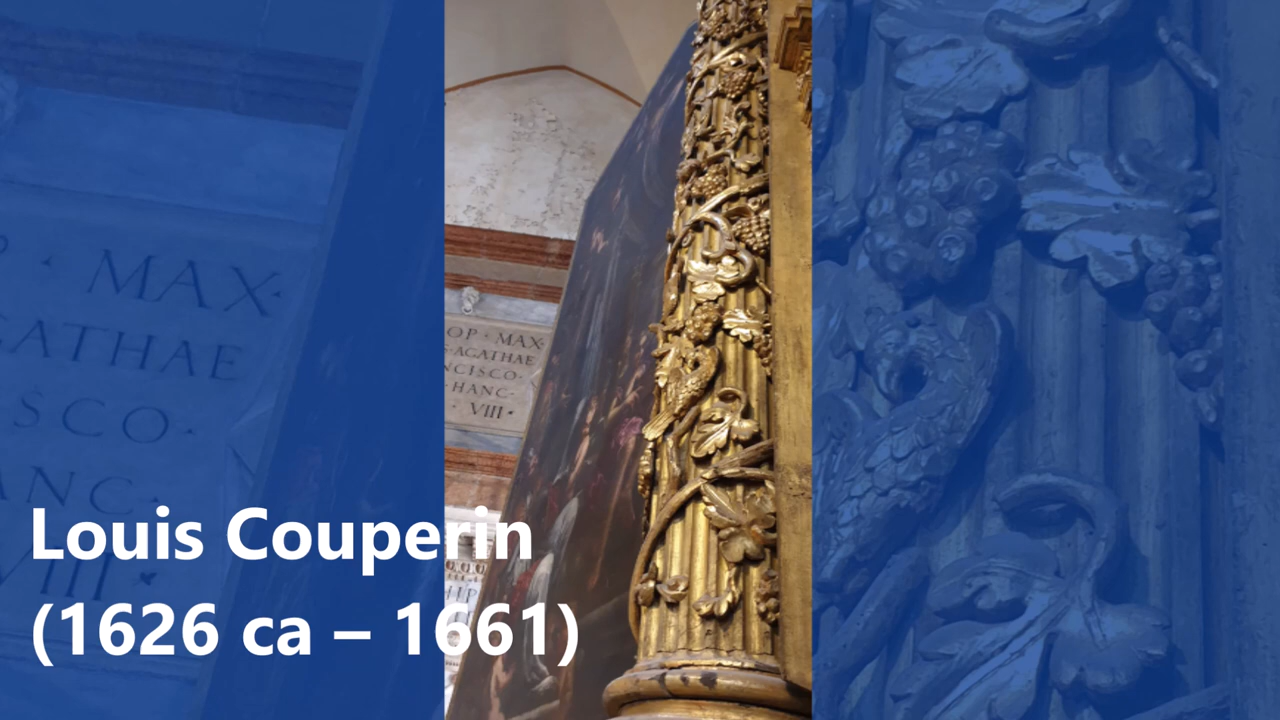 OP · MAX·
AGATHAE
NCISCO·
HANC·
VIII·
Louis Couperin
(1626 ca – 1661)